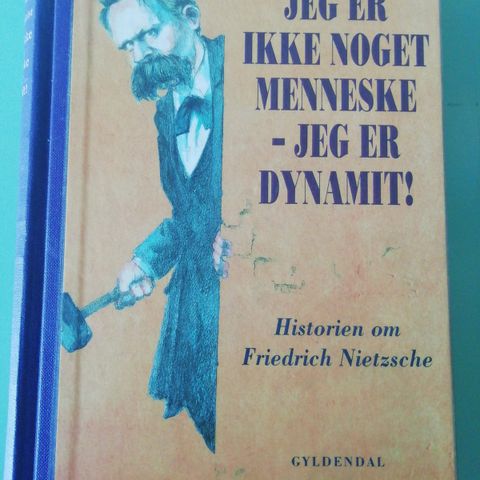 JEG ER
IKKE NOGET
MENNESKE
- JEG ER
DYNAMIT!
Historien om
Friedrich Nietzsche
GYLDENDAL